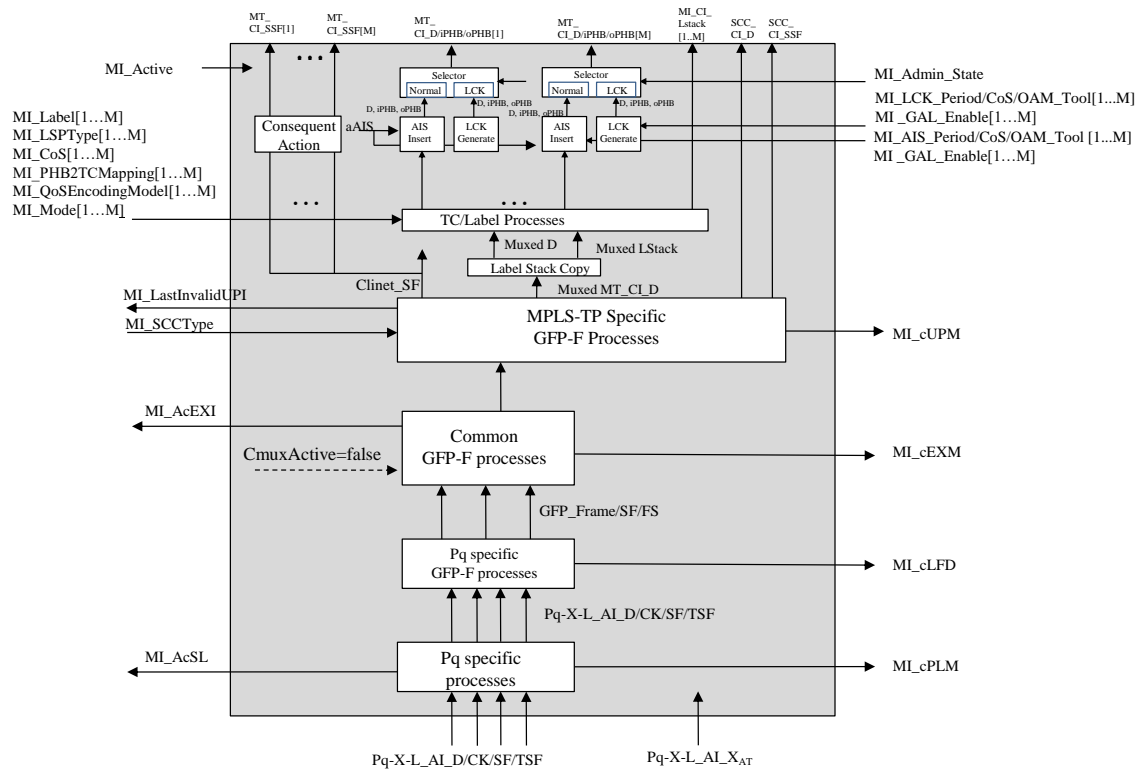 MT_
CI_SSF[1]
MT_
CI_SSF[M]
MT_
CI_D/iPHB/oPHB[1]
MT_
CI_D/iPHB/oPHB[M]
MI_CI_
Lstack
[1..M]
SCC_
CI_D
SCC_
CI_SSF
...
MI_Active
Selector
Normal
LCK
Selector
Normal
LCK
MI_Admin_State
D, iPHB, oPHB
D, iPHB, oPHB
D, iPHB, oPHB
D, iPHB, oPHB
MI_LCK_Period/CoS/OAM_Tool[1...M]
MI _GAL_Enable[1…M]
MI_AIS_Period/CoS/OAM_Tool [1...M]
MI _GAL_Enable[1…M]
MI_Label[1…M]
MI_LSPType[1…M]
MI_CoS[1…M]
MI_PHB2TCMapping[1…M]
MI_QoSEncodingModel[1…M]
MI_Mode[1…M]
Consequent
Action
aAIS
AIS
Insert
LCK
Generate
AIS
Insert
LCK
Generate
...
...
TC/Label Processes
Muxed D
Muxed LStack
Label Stack Copy
Clinet_SF
Muxed MT_CI_D
MI_LastInvalidUPI
MI_SCCType
MPLS-TP Specific
GFP-F Processes
MI_cUPM
MI_AcEXI
Common
GFP-F processes
CmuxActive=false
MI_cEXM
GFP_Frame/SF/FS
Pq specific
GFP-F processes
MI_cLFD
Pq-X-L_AI_D/CK/SF/TSF
MI_AcSL
Pq specific
processes
MI_cPLM
Pq-X-L_AI_D/CK/SF/TSF
Pq-X-L_AI_XAT